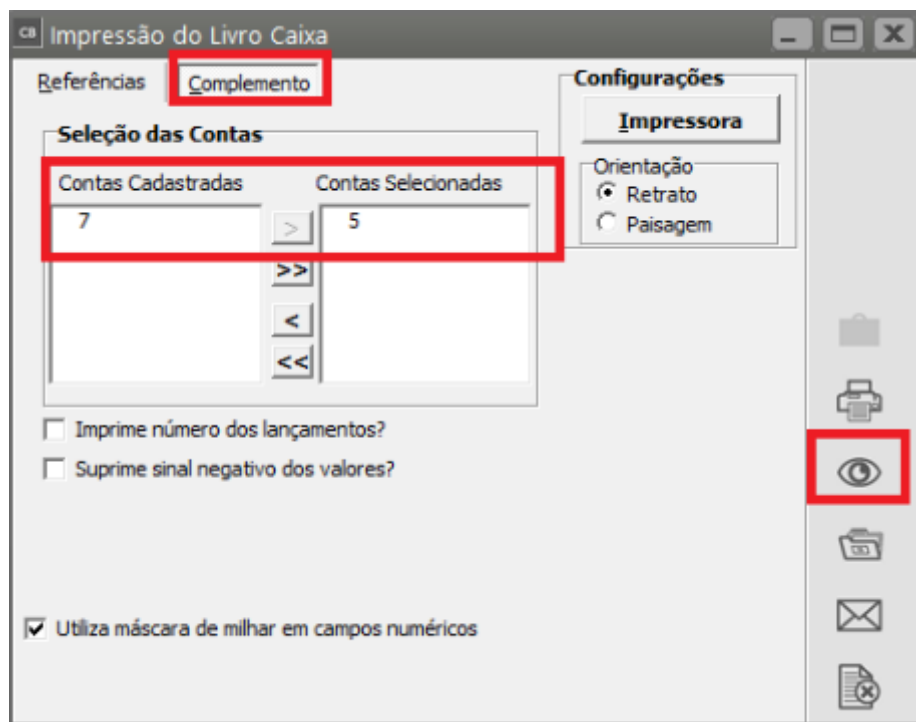 CB Impressão do Livro Caixa
Referências Complemento
Configurações
Impressora
Orientação
Retrato
Paisagem
Seleção das Contas
Contas Cadastradas Contas Selecionadas
7 > 5
>>
<
<<
Imprime número dos lançamentos?
Suprime sinal negativo dos valores?
Utiliza máscara de milhar em campos numéricos